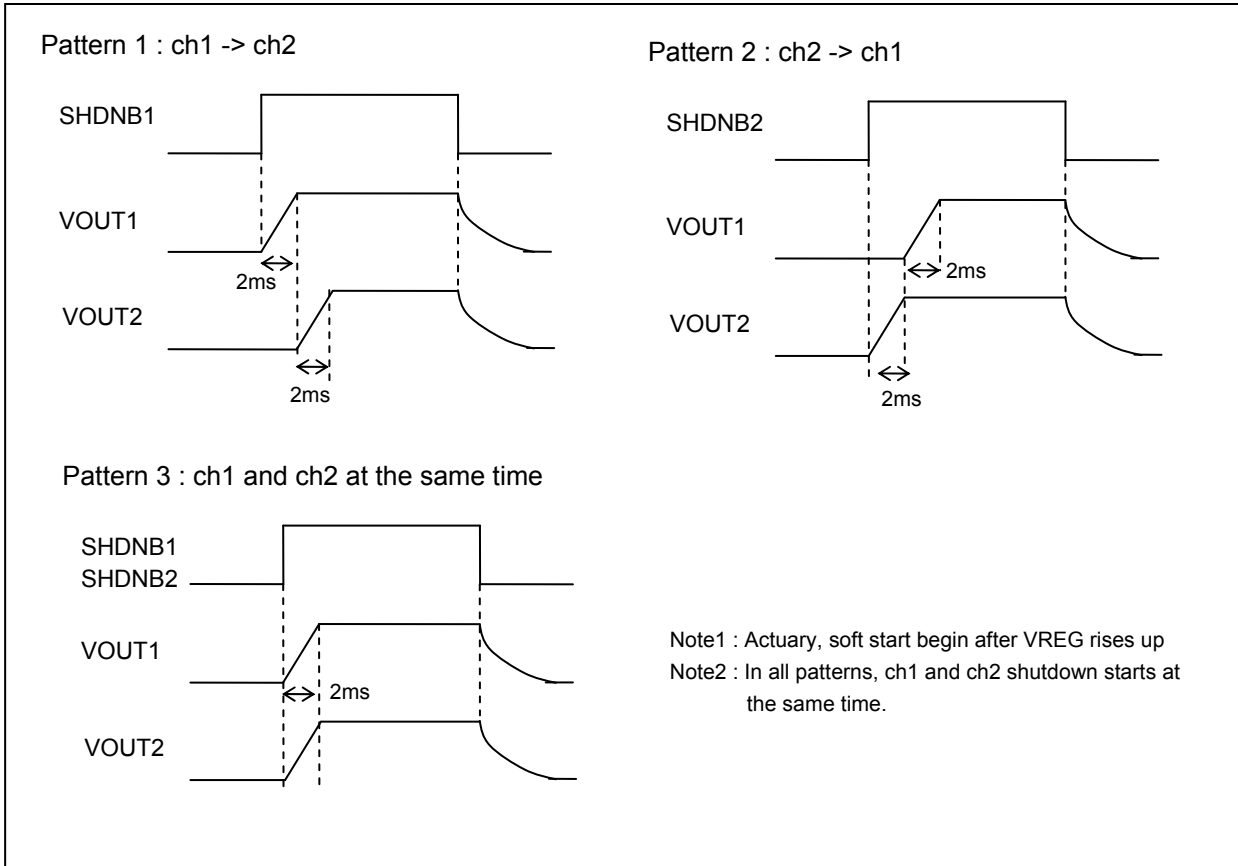 Pattern 1 : ch1 -> ch2
SHDNB1
VOUT1
2ms
VOUT2
2ms
Pattern 2 : ch2 -> ch1
SHDNB2
VOUT1
2ms
VOUT2
2ms
Pattern 3 : ch1 and ch2 at the same time
SHDNB1
SHDNB2
VOUT1
2ms
VOUT2
Note1 : Actuary, soft start begin after VREG rises up
Note2 : In all patterns, ch1 and ch2 shutdown starts at
the same time.